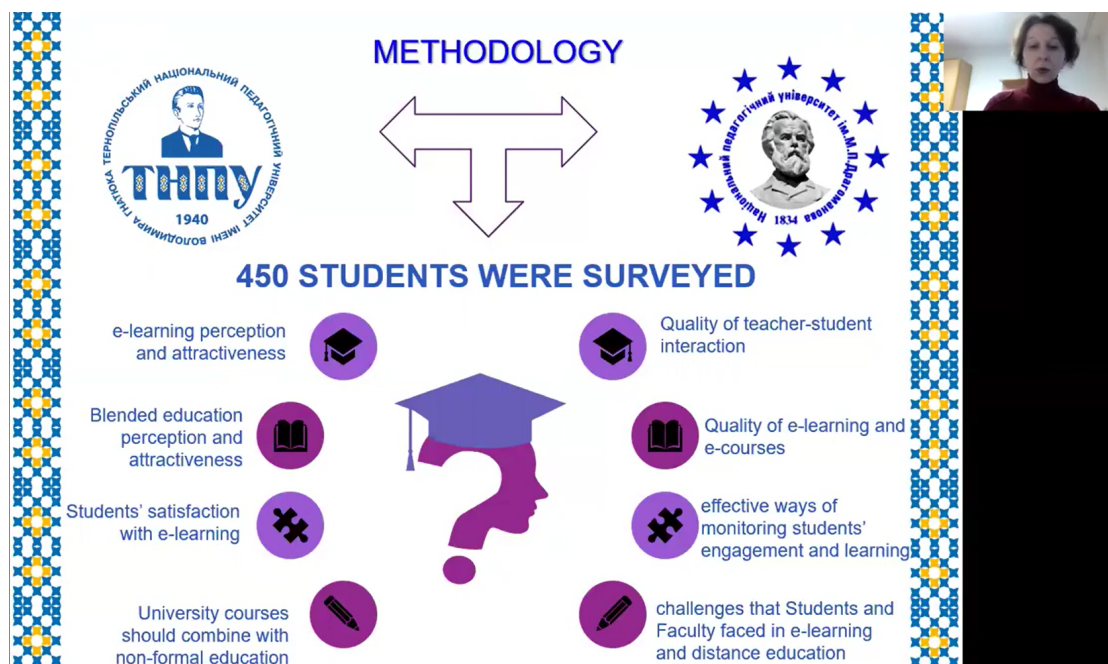 METHODOLOGY
ТЕРНОПІЛЬСЬКИЙ НАЦІОНАЛЬНИЙ ПЕДАГОГІЧНИЙ УНІВЕРСИТЕТ ІМЕНІ ВОЛОДИМИРА ГНАТЮКА
ТНПУ
1940
Національний педагогічний університет ім.М.П.Драгоманова
1834
450 STUDENTS WERE SURVEYED
e-learning perception
and attractiveness
Blended education
perception and
attractiveness
Students’ satisfaction
with e-learning
University courses
should combine with
non-formal education
Quality of teacher-student
interaction
Quality of e-learning and
e-courses
effective ways of
monitoring students’
engagement and learning
challenges that Students and
Faculty faced in e-learning
and distance education